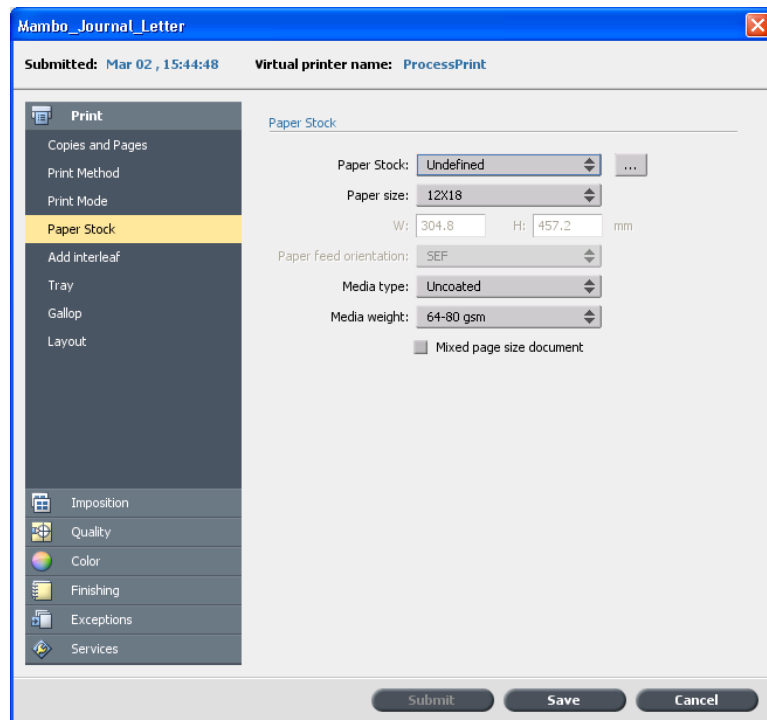 Mambo_Journal_Letter
Submitted: Mar 02 , 15:44:48 Virtual printer name: ProcessPrint
Print
Copies and Pages
Print Method
Print Mode
Paper Stock
Add interleaf
Tray
Gallop
Layout
Imposition
Quality
Color
Finishing
Exceptions
Services
Paper Stock
Paper Stock: Undefined ...
Paper size: 12X18
W: 304.8 H: 457.2 mm
Paper feed orientation: SEF
Media type: Uncoated
Media weight: 64-80 gsm
Mixed page size document
Submit Save Cancel